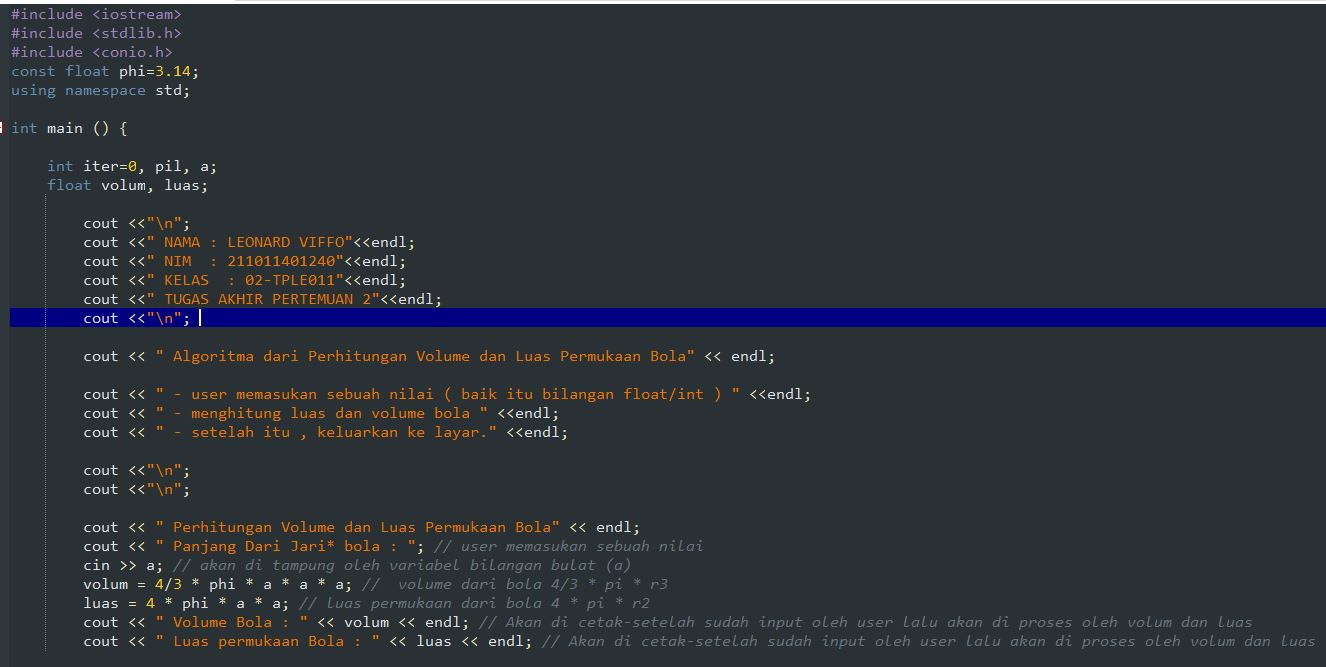 #include <iostream>
#include <stdlib.h>
#include <conio.h>
const float phi=3.14;
using namespace std;
int main () {
int iter=0, pil, a;
float volum, luas;
cout <<"\n";
cout <<" NAMA : LEONARD VIFFO"<<endl;
cout <<" NIM  : 211011401240"<<endl;
cout <<" KELAS  : 02-TPLE011"<<endl;
cout <<" TUGAS AKHIR PERTEMUAN 2"<<endl;
cout <<"\n";
cout << " Algoritma dari Perhitungan Volume dan Luas Permukaan Bola" << endl;
cout << " - user memasukan sebuah nilai ( baik itu bilangan float/int ) " <<endl;
cout << " - menghitung luas dan volume bola " <<endl;
cout << " - setelah itu , keluarkan ke layar." <<endl;
cout <<"\n";
cout <<"\n";
cout << " Perhitungan Volume dan Luas Permukaan Bola" << endl;
cout << " Panjang Dari Jari* bola : "; // user memasukan sebuah nilai
cin >> a; // akan di tampung oleh variabel bilangan bulat (a)
volum = 4/3 * phi * a * a * a; //  volume dari bola 4/3 * pi * r3
luas = 4 * phi * a * a; // luas permukaan dari bola 4 * pi * r2
cout << " Volume Bola : " << volum << endl; // Akan di cetak-setelah sudah input oleh user lalu akan di proses oleh volum dan luas
cout << " Luas permukaan Bola : " << luas << endl; // Akan di cetak-setelah sudah input oleh user lalu akan di proses oleh volum dan luas